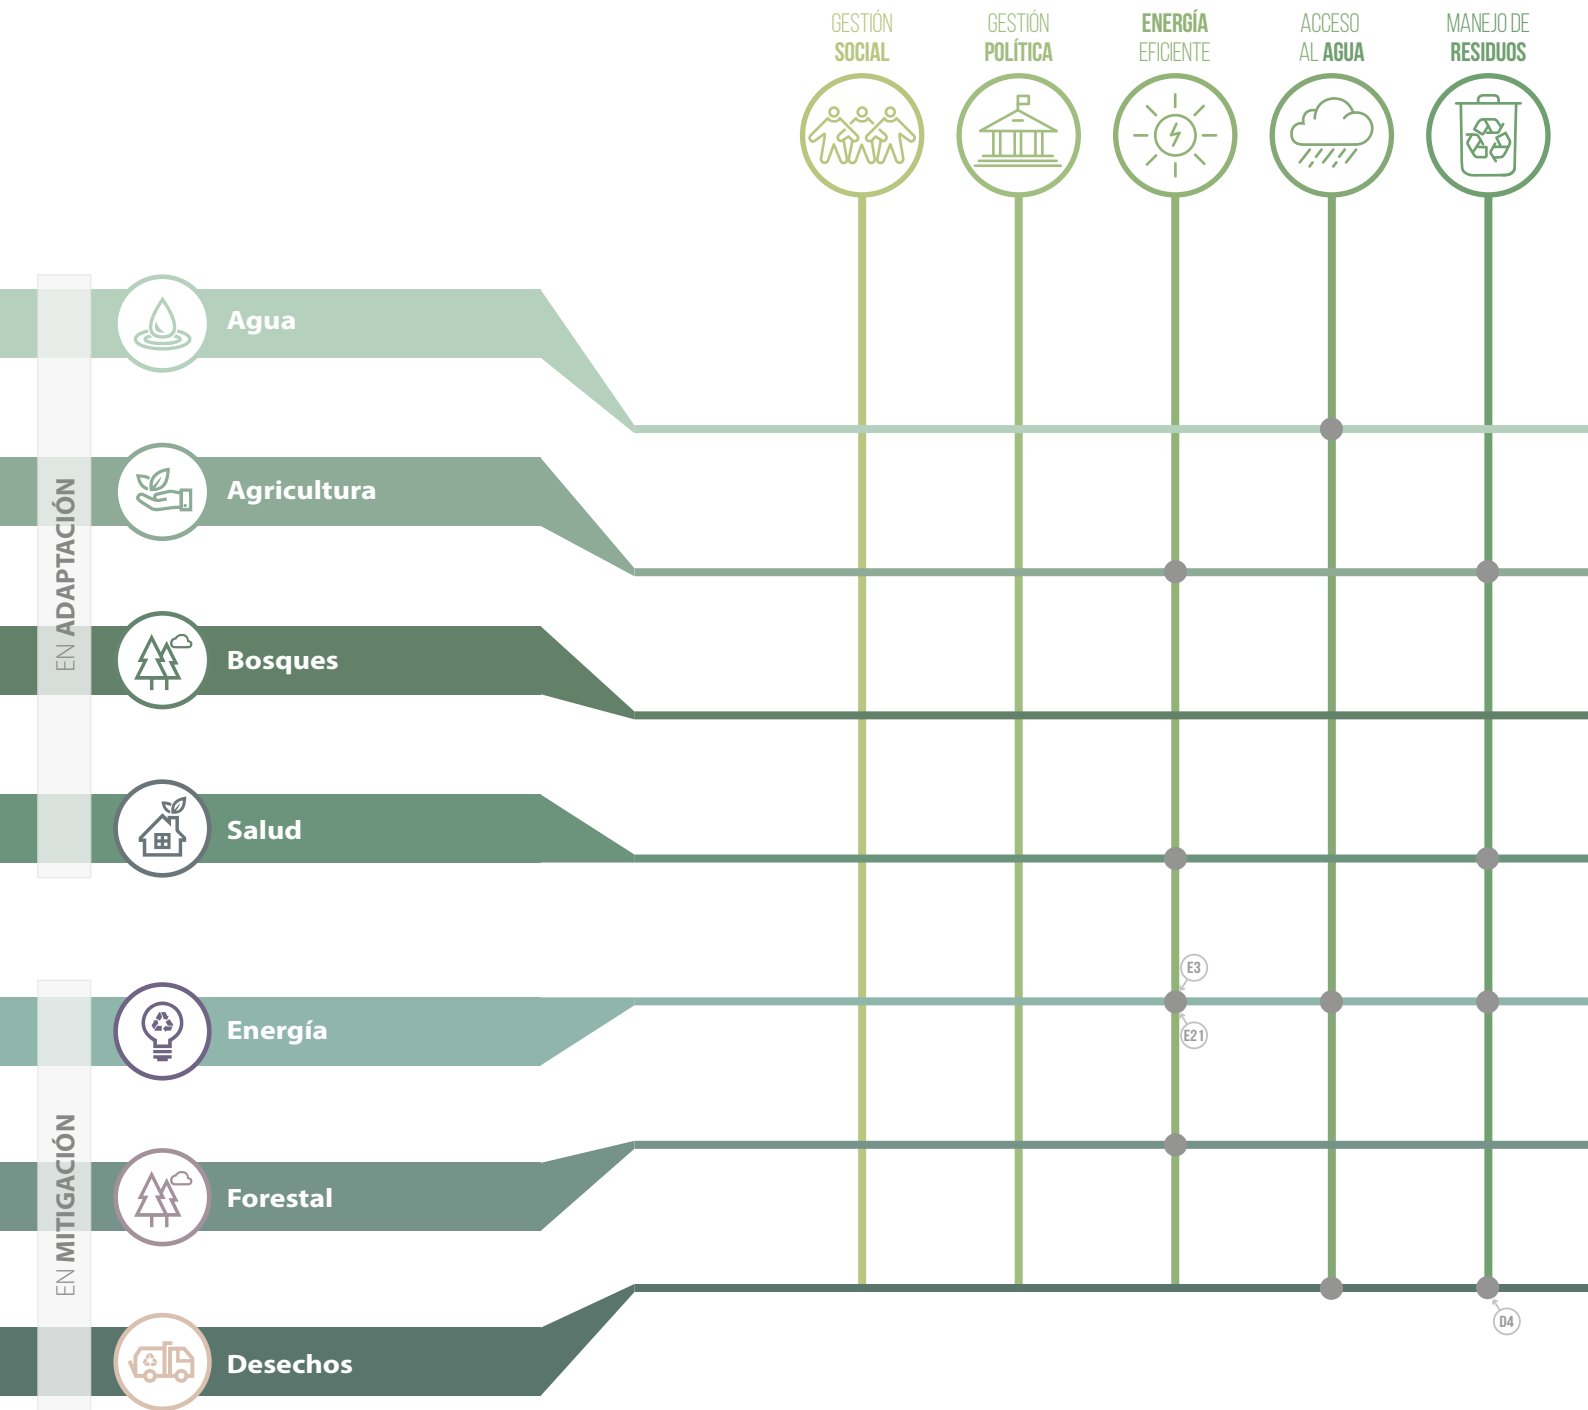 GESTIÓN
SOCIAL
GESTIÓN
POLÍTICA
ENERGÍA
EFICIENTE
ACCESO
AL AGUA
MANEJO DE
RESIDUOS
EN ADAPTACIÓN
Agua
Agricultura
Bosques
Salud
E3
E21
EN MITIGACIÓN
Energía
Forestal
Desechos
D4